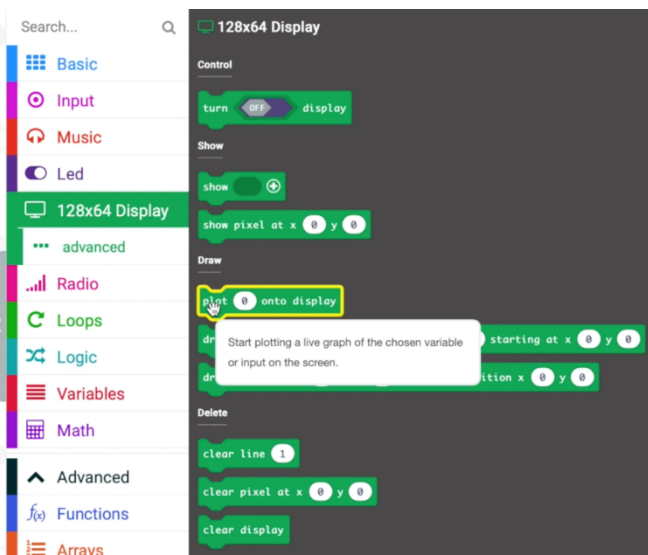 Search...
Basic
Input
Music
Led
128x64 Display
advanced
Radio
Loops
Logic
Variables
Math
Advanced
f(x) Functions
Arrays
128x64 Display
Control
turn OFF display
Show
show
show pixel at x 0 y 0
Draw
plot 0 onto display
Start plotting a live graph of the chosen variable
or input on the screen.
starting at x 0 y 0
x 0 y 0
Delete
clear line 1
clear pixel at x 0 y 0
clear display